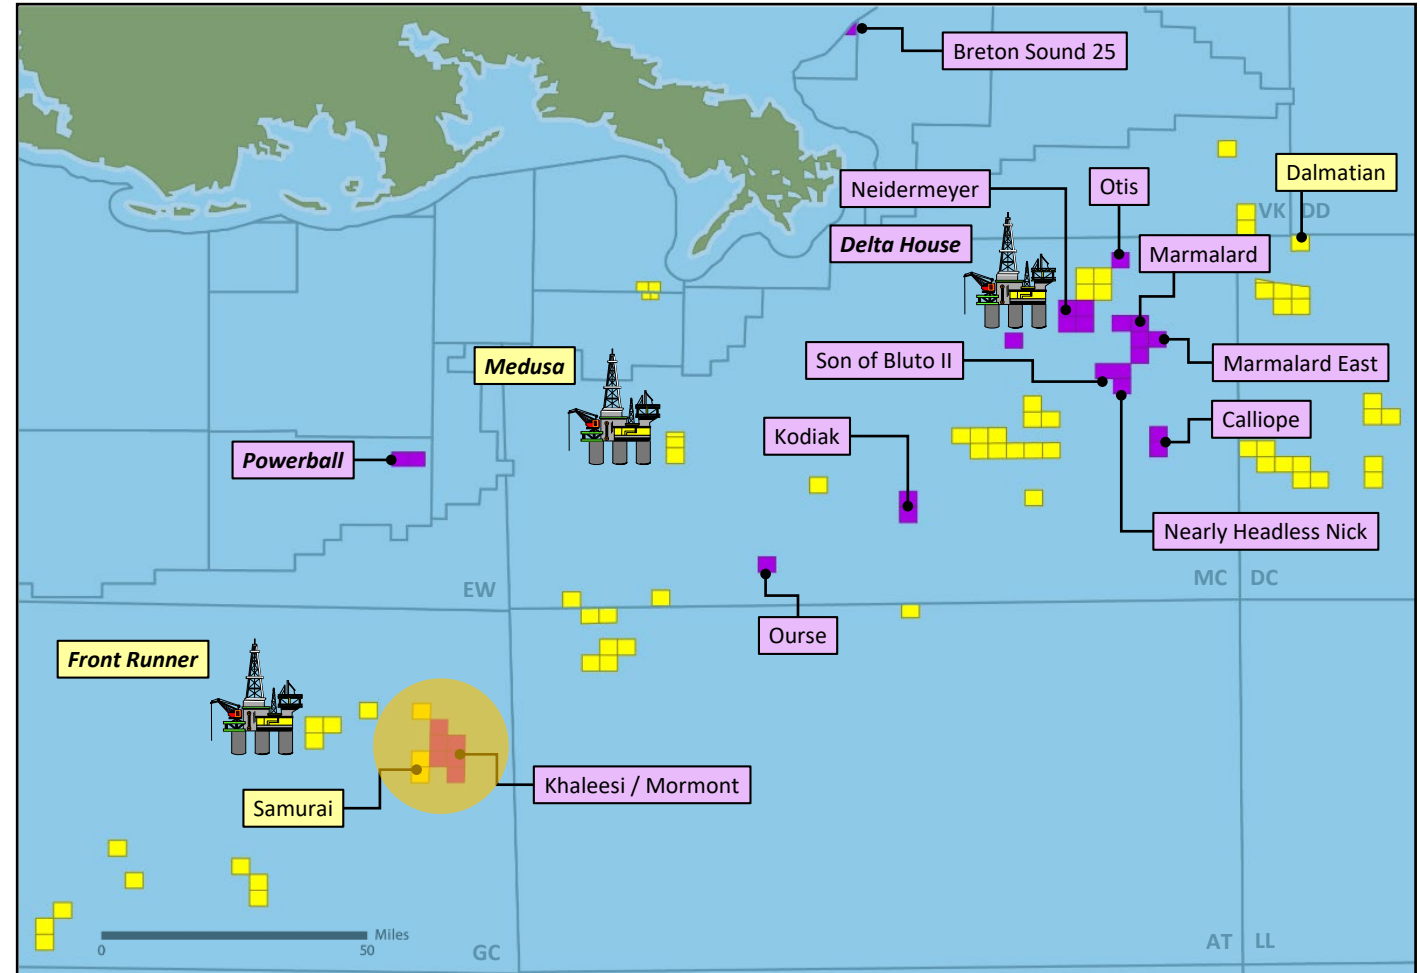 Breton Sound 25
Neidermeyer
Otis
Dalmatian
VK
DD
Delta House
Marmalard
Medusa
Son of Bluto II
Marmalard East
Powerball
Kodiak
Calliope
Nearly Headless Nick
EW
MC
DC
Ourse
Front Runner
Khaleesi / Mormont
Samurai
Miles
0
50
GC
AT
LL